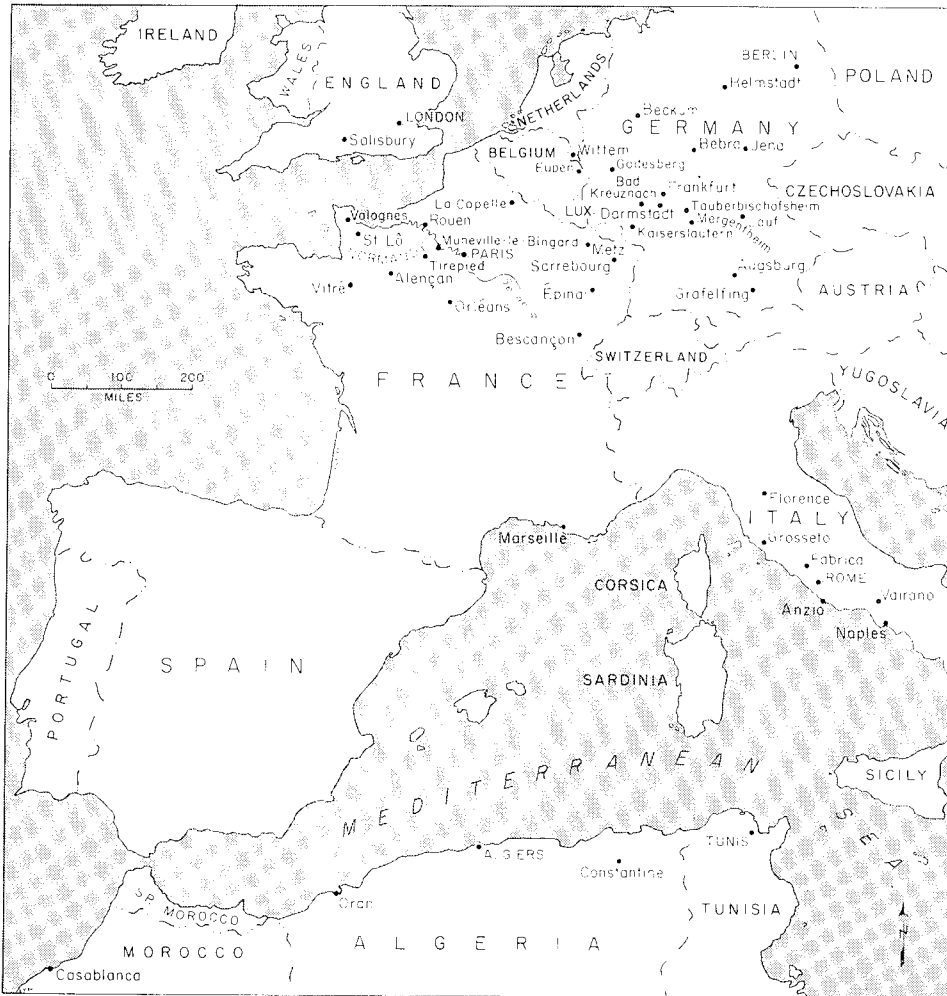 IRELAND
WALES
ENGLAND
LONDON
Salisbury
NETHERLANDS
BERLIN
Helmstadt
POLAND
Beckum
GERMANY
BELGIUM
Wittem
Eupen
Godesberg
Bebra
Jena
Bad
Kreuznach
Frankfurt
CZECHOSLOVAKIA
La Capelle
LUX.
Darmstadt
Tauberbischofsheim
Mergentheim
Lauf
Kaiserslautern
Valognes
Rouen
St Lô
Muneville-le-Bingard
NORMANDY
PARIS
Metz
Tirepied
Sarrebourg
Alençan
Augsburg
Vitré
Épinal
Grafelfing
AUSTRIA
Orléans
Bescançon
SWITZERLAND
0 100 200
MILES
FRANCE
YUGOSLAVIA
Florence
ITALY
Marseille
Grosseto
CORSICA
Fabrica
ROME
Anzio
Vairano
Naples
PORTUGAL
SPAIN
SARDINIA
MEDITERRANEAN SEA
SICILY
ALGIERS
TUNIS
Constantine
Oran
SP. MOROCCO
TUNISIA
MOROCCO
ALGERIA
Casablanca
N